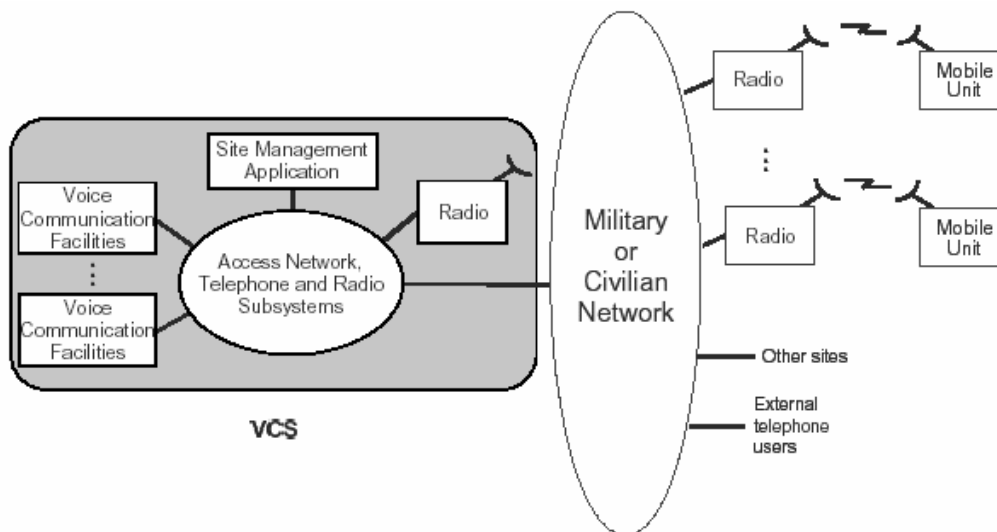 Site Management
Application
Voice
Communication
Facilities
Radio
Access Network,
Telephone and Radio
Subsystems
Voice
Communication
Facilities
VCS
Military
or
Civilian
Network
Radio
Mobile
Unit
Radio
Mobile
Unit
Other sites
External
telephone
users